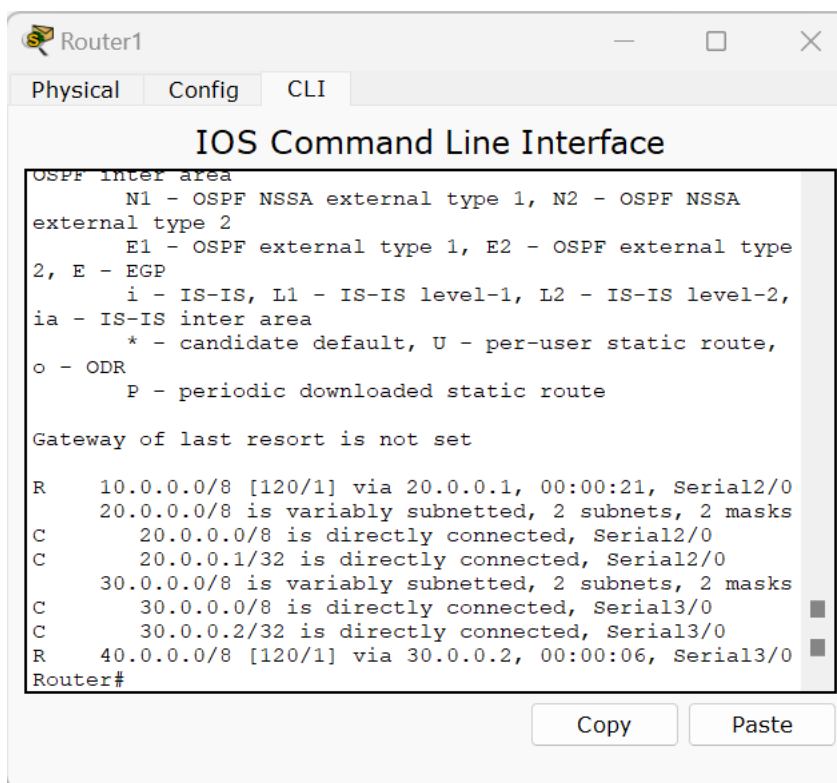 Router1
Physical Config CLI
IOS Command Line Interface
OSPF inter area
N1 - OSPF NSSA external type 1, N2 - OSPF NSSA
external type 2
E1 - OSPF external type 1, E2 - OSPF external type
2, E - EGP
i - IS-IS, L1 - IS-IS level-1, L2 - IS-IS level-2,
ia - IS-IS inter area
* - candidate default, U - per-user static route,
o - ODR
P - periodic downloaded static route
Gateway of last resort is not set
R 10.0.0.0/8 [120/1] via 20.0.0.1, 00:00:21, Serial2/0
20.0.0.0/8 is variably subnetted, 2 subnets, 2 masks
C 20.0.0.0/8 is directly connected, Serial2/0
C 20.0.0.1/32 is directly connected, Serial2/0
30.0.0.0/8 is variably subnetted, 2 subnets, 2 masks
C 30.0.0.0/8 is directly connected, Serial3/0
C 30.0.0.2/32 is directly connected, Serial3/0
R 40.0.0.0/8 [120/1] via 30.0.0.2, 00:00:06, Serial3/0
Router#
Copy Paste